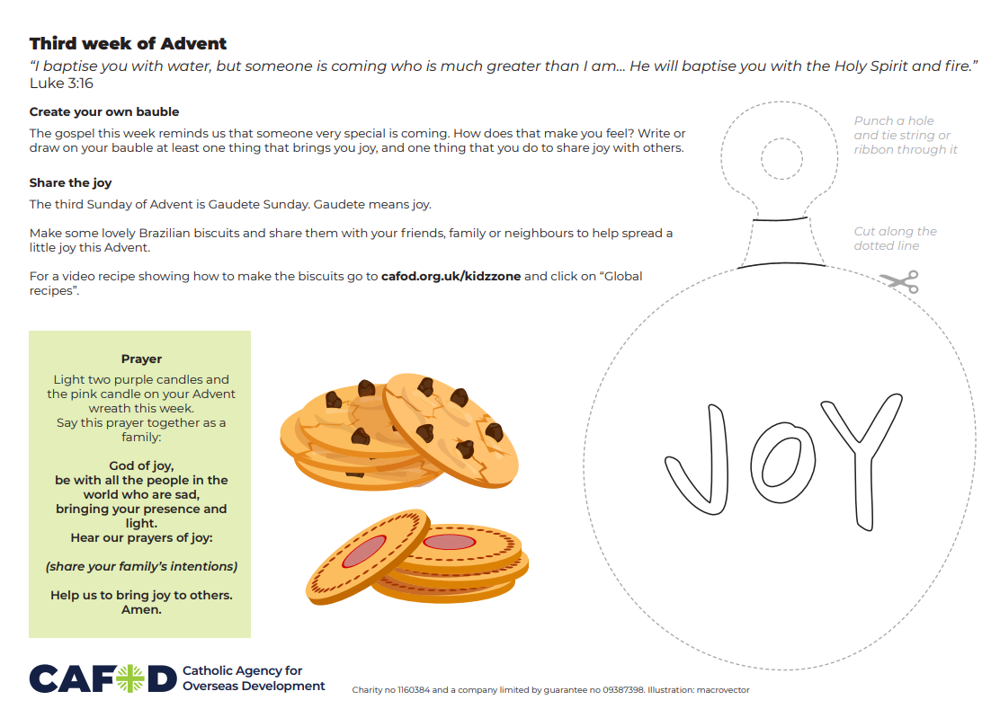 Third week of Advent
“I baptise you with water, but someone is coming who is much greater than I am... He will baptise you with the Holy Spirit and fire.”
Luke 3:16
Create your own bauble
The gospel this week reminds us that someone very special is coming. How does that make you feel? Write or
draw on your bauble at least one thing that brings you joy, and one thing that you do to share joy with others.
Share the joy
The third Sunday of Advent is Gaudete Sunday. Gaudete means joy.
Make some lovely Brazilian biscuits and share them with your friends, family or neighbours to help spread a
little joy this Advent.
For a video recipe showing how to make the biscuits go to cafod.org.uk/kidzzone and click on “Global
recipes”.
Punch a hole
and tie string or
ribbon through it
Cut along the
dotted line
JOY
Prayer
Light two purple candles and
the pink candle on your Advent
wreath this week.
Say this prayer together as a
family:
God of joy,
be with all the people in the
world who are sad,
bringing your presence and
light.
Hear our prayers of joy:
(share your family’s intentions)
Help us to bring joy to others.
Amen.
CAFOD
Catholic Agency for
Overseas Development
Charity no 1160384 and a company limited by guarantee no 09387398. Illustration: macrovector